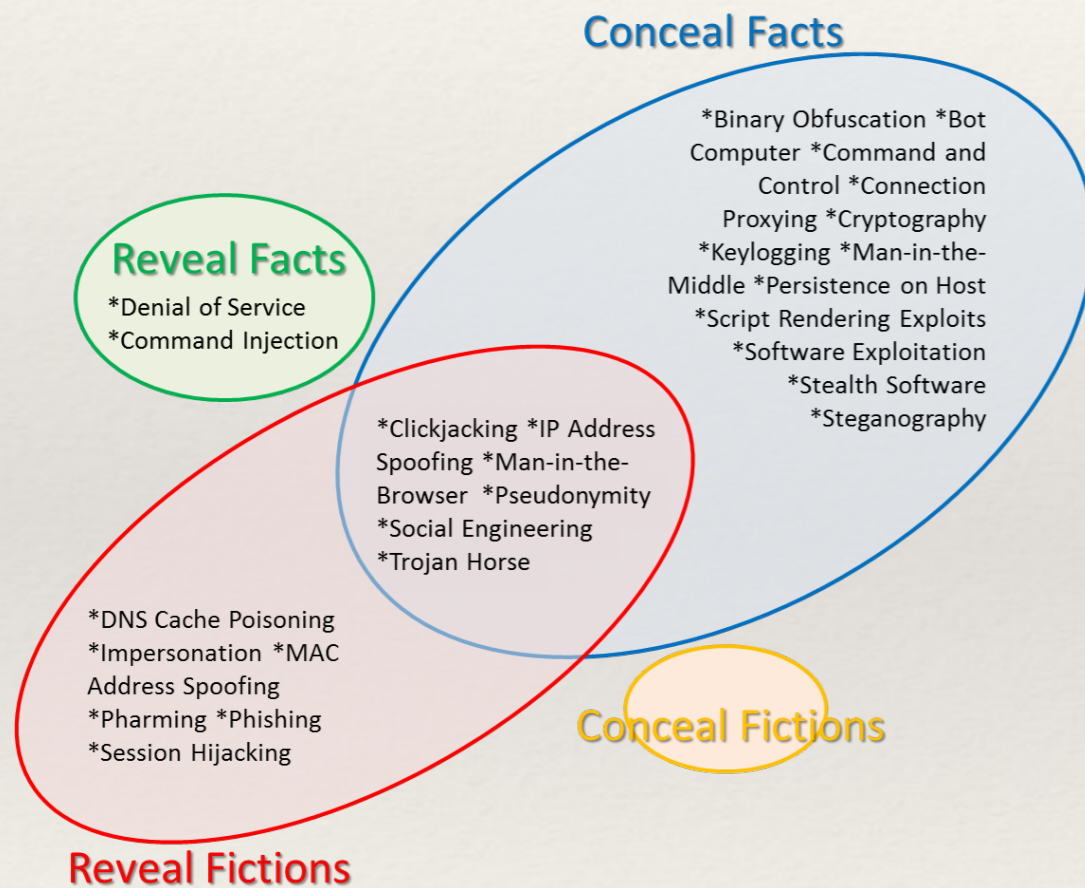 Conceal Facts
*Binary Obfuscation *Bot
Computer *Command and
Control *Connection
Proxying *Cryptography
*Keylogging *Man-in-the-
Middle *Persistence on Host
*Script Rendering Exploits
*Software Exploitation
*Stealth Software
*Steganography
Reveal Facts
*Denial of Service
*Command Injection
*Clickjacking *IP Address
Spoofing *Man-in-the-
Browser *Pseudonymity
*Social Engineering
*Trojan Horse
*DNS Cache Poisoning
*Impersonation *MAC
Address Spoofing
*Pharming *Phishing
*Session Hijacking
Conceal Fictions
Reveal Fictions